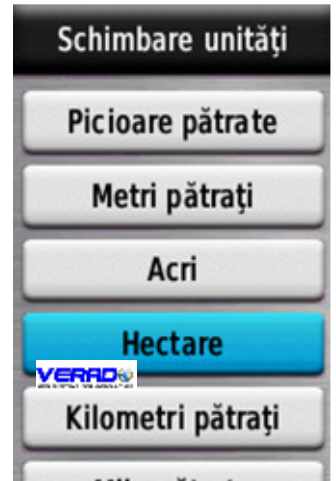 Schimbare unități
Picioare pătrate
Metri pătrați
Acri
Hectare
VERADO
Kilometri pătrați